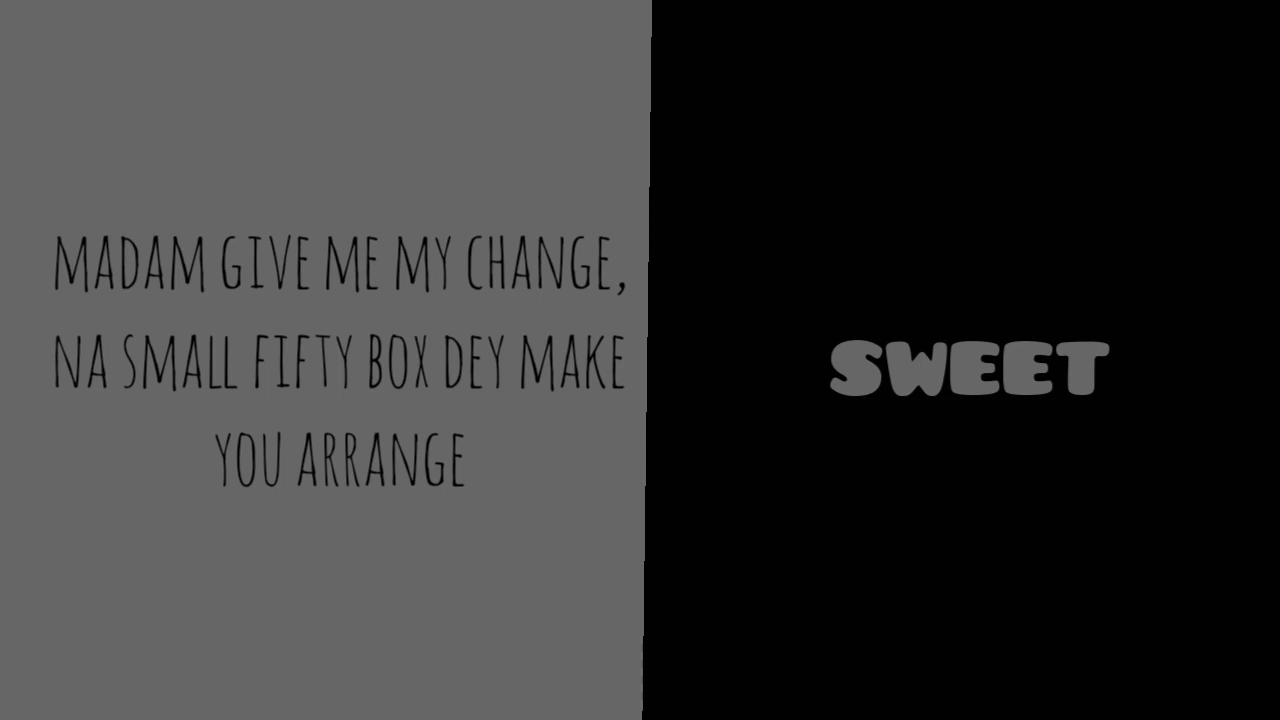 MADAM GIVE ME MY CHANGE,
NA SMALL FIFTY BOX DEY MAKE
YOU ARRANGE
SWEET